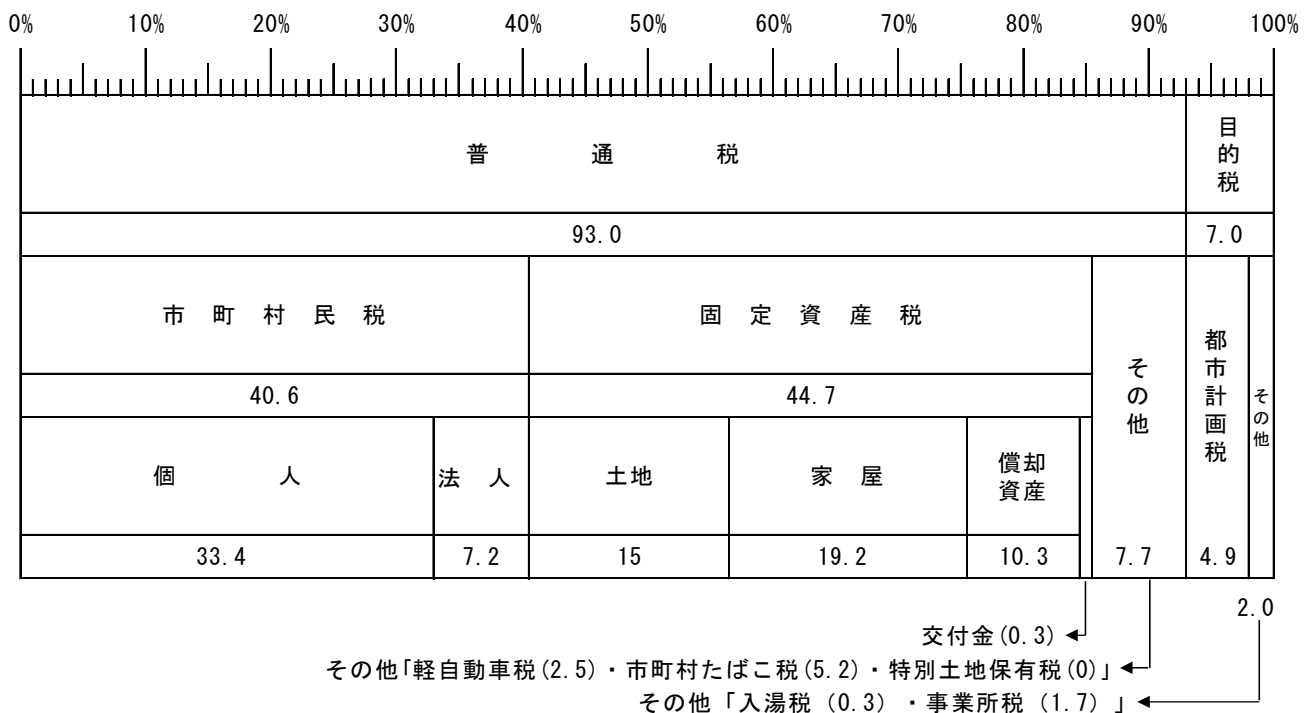 0% 10% 20% 30% 40% 50% 60% 70% 80% 90% 100%
普通税
目的税
93.0 7.0
市町村民税 固定資産税
その他
都市計画税
その他
40.6 44.7
個人 法人 土地 家屋 償却資産
33.4 7.2 15 19.2 10.3 7.7 4.9
2.0
交付金(0.3)
その他「軽自動車税(2.5)・市町村たばこ税(5.2)・特別土地保有税(0)」
その他「入湯税（0.3）・事業所税（1.7）」